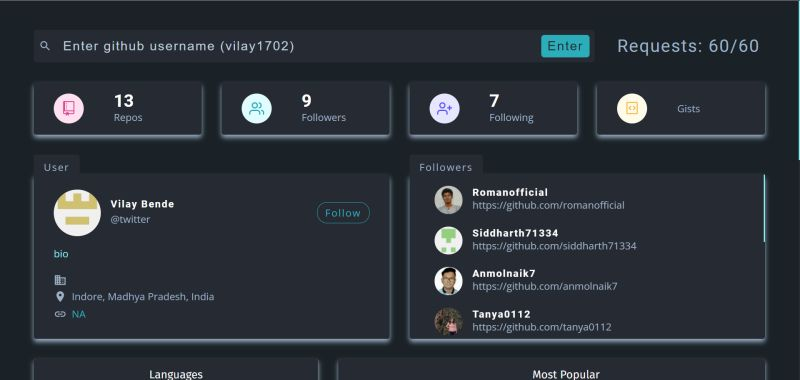 Enter github username (vilay1702)
Enter
Requests: 60/60
13
Repos
9
Followers
7
Following
Gists
User
Vilay Bende
@twitter
Follow
bio
Indore, Madhya Pradesh, India
NA
Followers
Romanofficial
https://github.com/romanofficial
Siddharth71334
https://github.com/siddharth71334
Anmolnaik7
https://github.com/anmolnaik7
Tanya0112
https://github.com/tanya0112
Languages
Most Popular